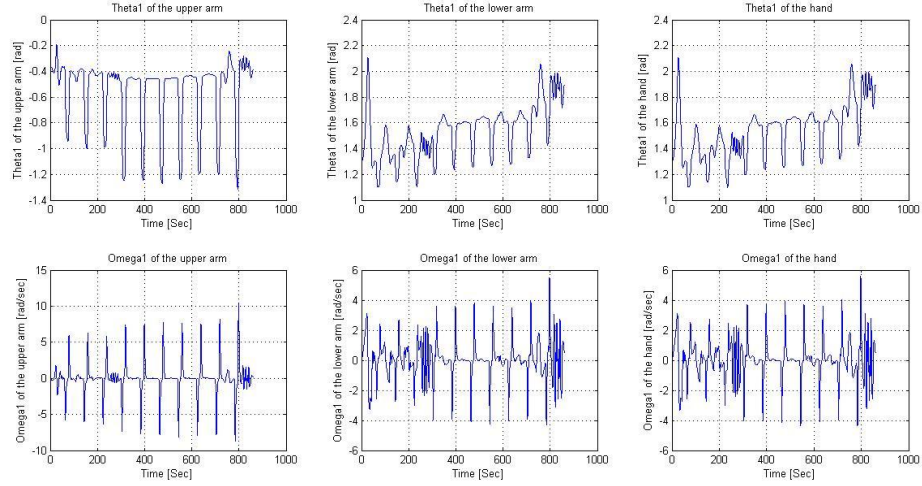 Theta1 of the upper arm
Theta1 of the upper arm [rad]
0
-0.2
-0.4
-0.6
-0.8
-1
-1.2
-1.4
0 200 400 600 800 1000
Time [Sec]
Theta1 of the lower arm
Theta1 of the lower arm [rad]
2.4
2.2
2
1.8
1.6
1.4
1.2
1
0 200 400 600 800 1000
Time [Sec]
Theta1 of the hand
Theta1 of the hand [rad]
2.4
2.2
2
1.8
1.6
1.4
1.2
1
0 200 400 600 800 1000
Time [Sec]
Omega1 of the upper arm
Omega1 of the upper arm [rad/sec]
15
10
5
0
-5
-10
0 200 400 600 800 1000
Time [Sec]
Omega1 of the lower arm
Omega1 of the lower arm [rad/sec]
6
4
2
0
-2
-4
-6
0 200 400 600 800 1000
Time [Sec]
Omega1 of the hand
Omega1 of the hand [rad/sec]
6
4
2
0
-2
-4
-6
0 200 400 600 800 1000
Time [Sec]